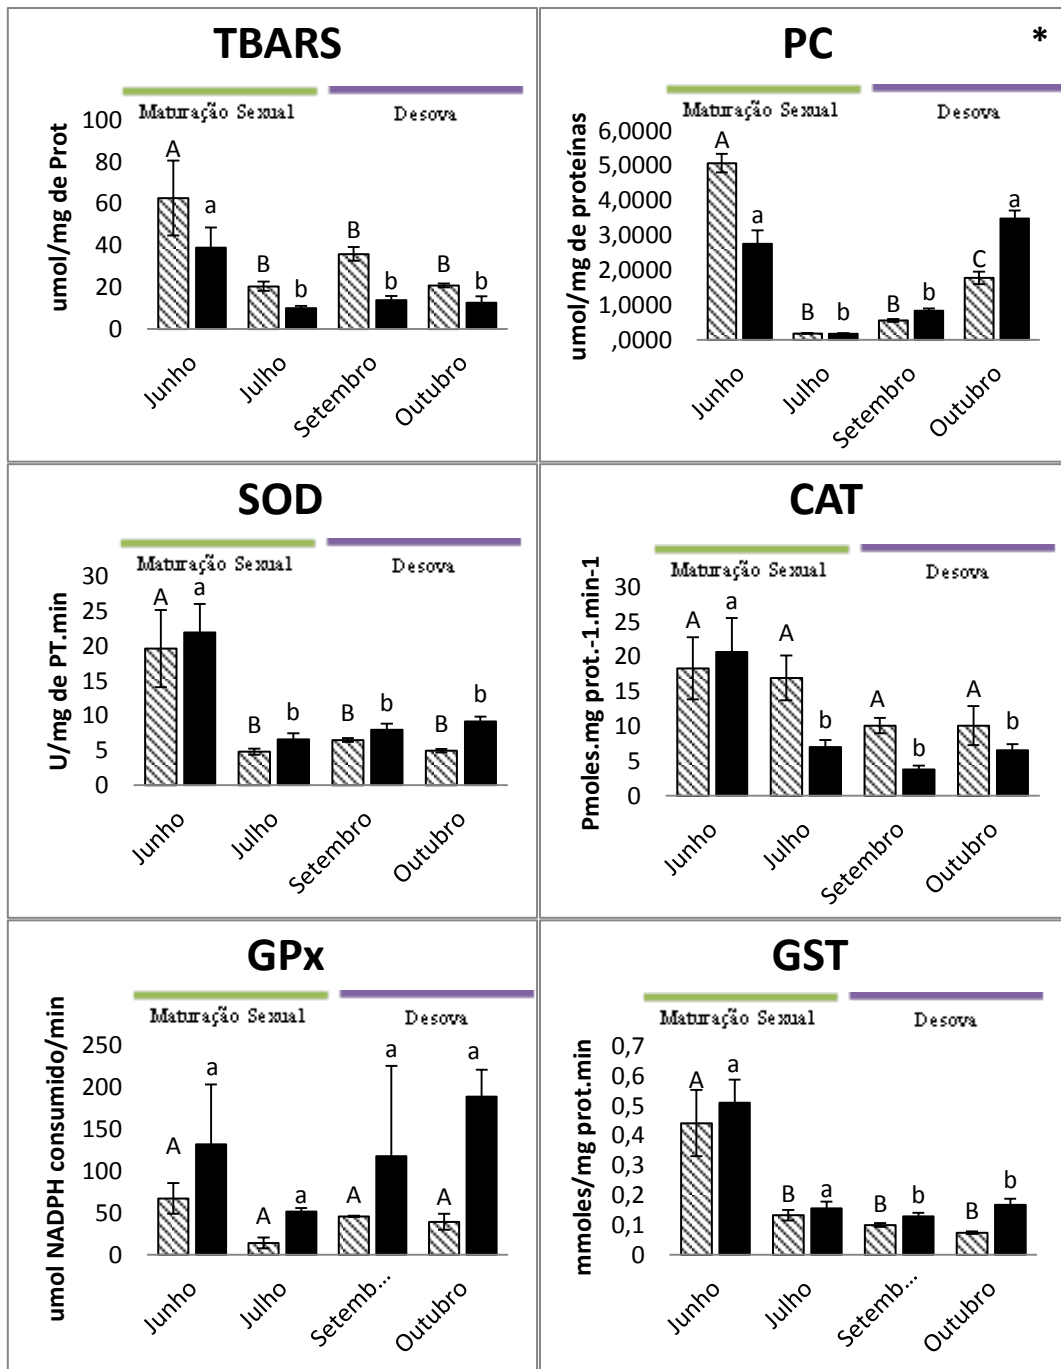 TBARS
Maturação Sexual
Desova
umol/mg de Prot
100
80
60
40
20
0
A
a
B
b
B
b
B
b
Junho
Julho
Setembro
Outubro
PC
*
Maturação Sexual
Desova
umol/mg de proteínas
6,0000
5,0000
4,0000
3,0000
2,0000
1,0000
,0000
A
a
B
b
B
b
C
a
Junho
Julho
Setembro
Outubro
SOD
Maturação Sexual
Desova
U/mg de PT.min
30
25
20
15
10
5
0
A
a
B
b
B
b
B
b
Junho
Julho
Setembro
Outubro
CAT
Maturação Sexual
Desova
Pmoles.mg prot.-1.min-1
30
25
20
15
10
5
0
A
a
A
b
A
b
A
b
Junho
Julho
Setembro
Outubro
GPx
Maturação Sexual
Desova
umol NADPH consumido/min
250
200
150
100
50
0
A
a
A
a
A
a
A
a
Junho
Julho
Setemb...
Outubro
GST
Maturação Sexual
Desova
mmoles/mg prot.min
0,7
0,6
0,5
0,4
0,3
0,2
0,1
0
A
a
B
a
B
b
B
b
Junho
Julho
Setemb...
Outubro